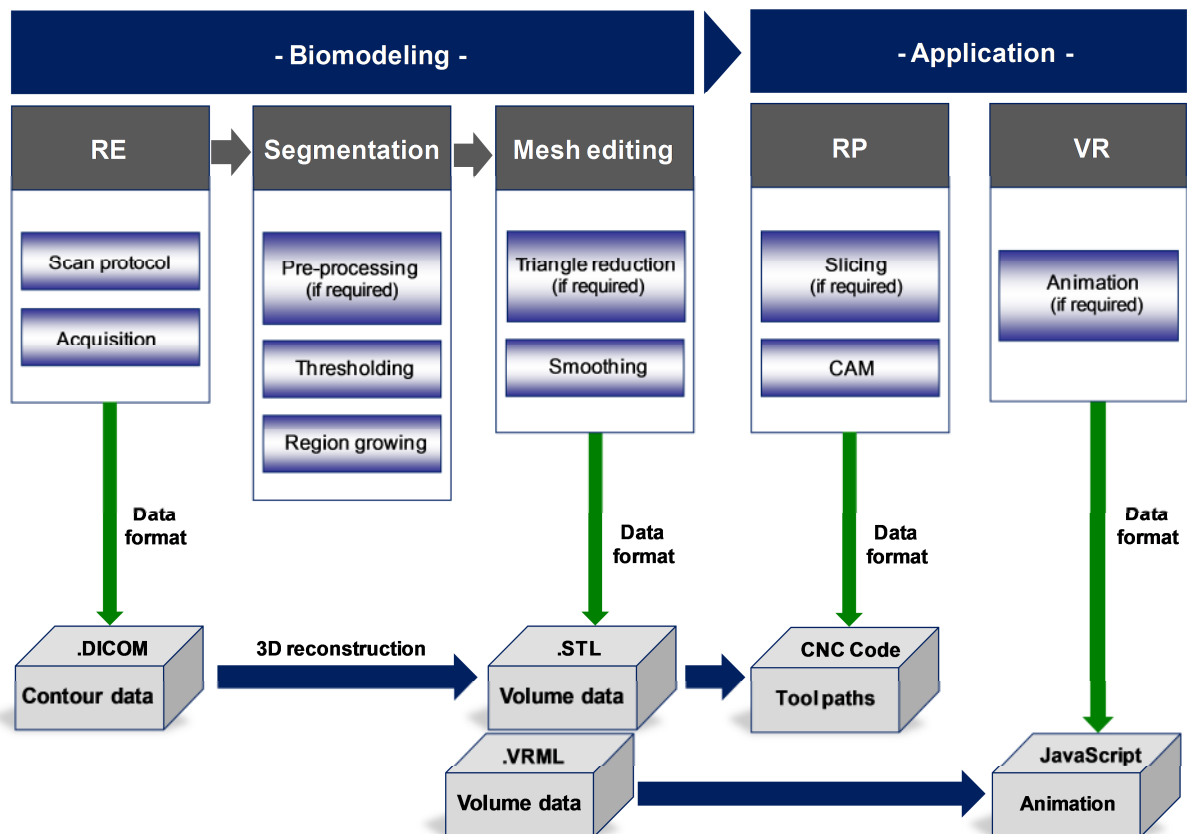 - Biomodeling -
- Application -
RE
Segmentation
Mesh editing
RP
VR
Scan protocol
Acquisition
Pre-processing
(if required)
Thresholding
Region growing
Triangle reduction
(if required)
Smoothing
Slicing
(if required)
CAM
Animation
(if required)
Data
format
Data
format
Data
format
Data
format
.DICOM
Contour data
3D reconstruction
.STL
Volume data
CNC Code
Tool paths
.VRML
Volume data
JavaScript
Animation